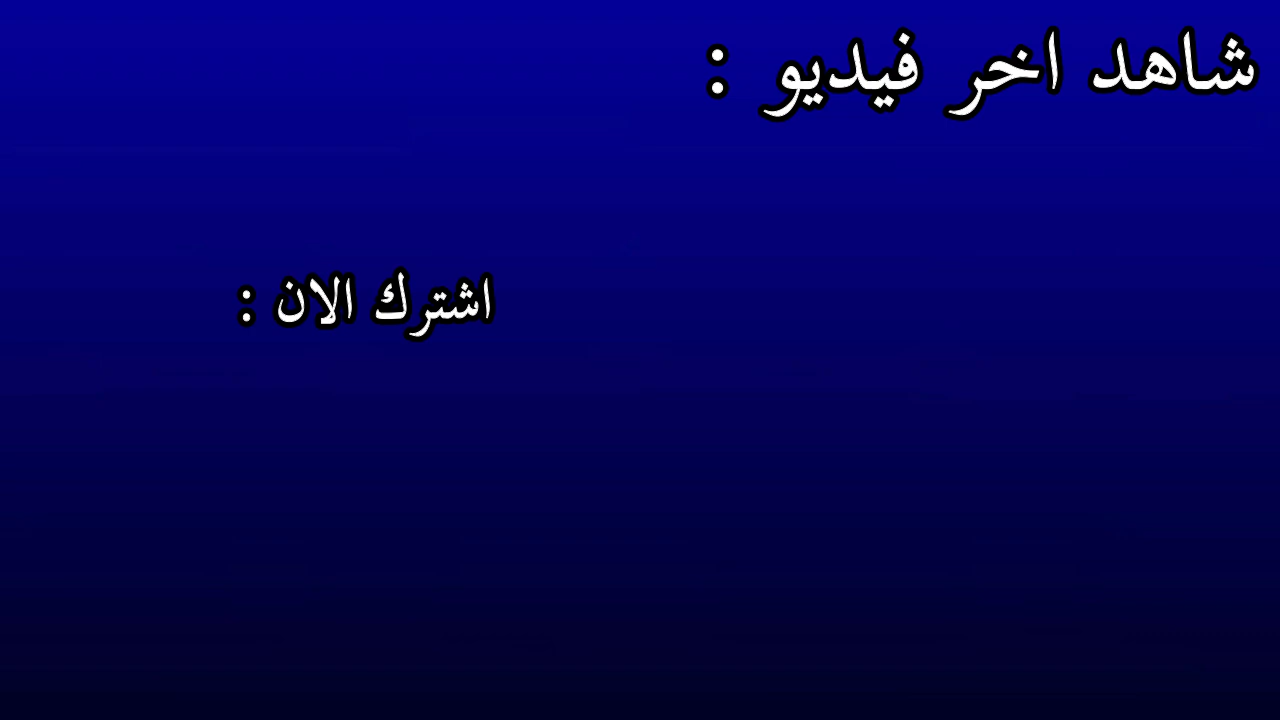 شاهد اخر فيديو :
اشترك الان :